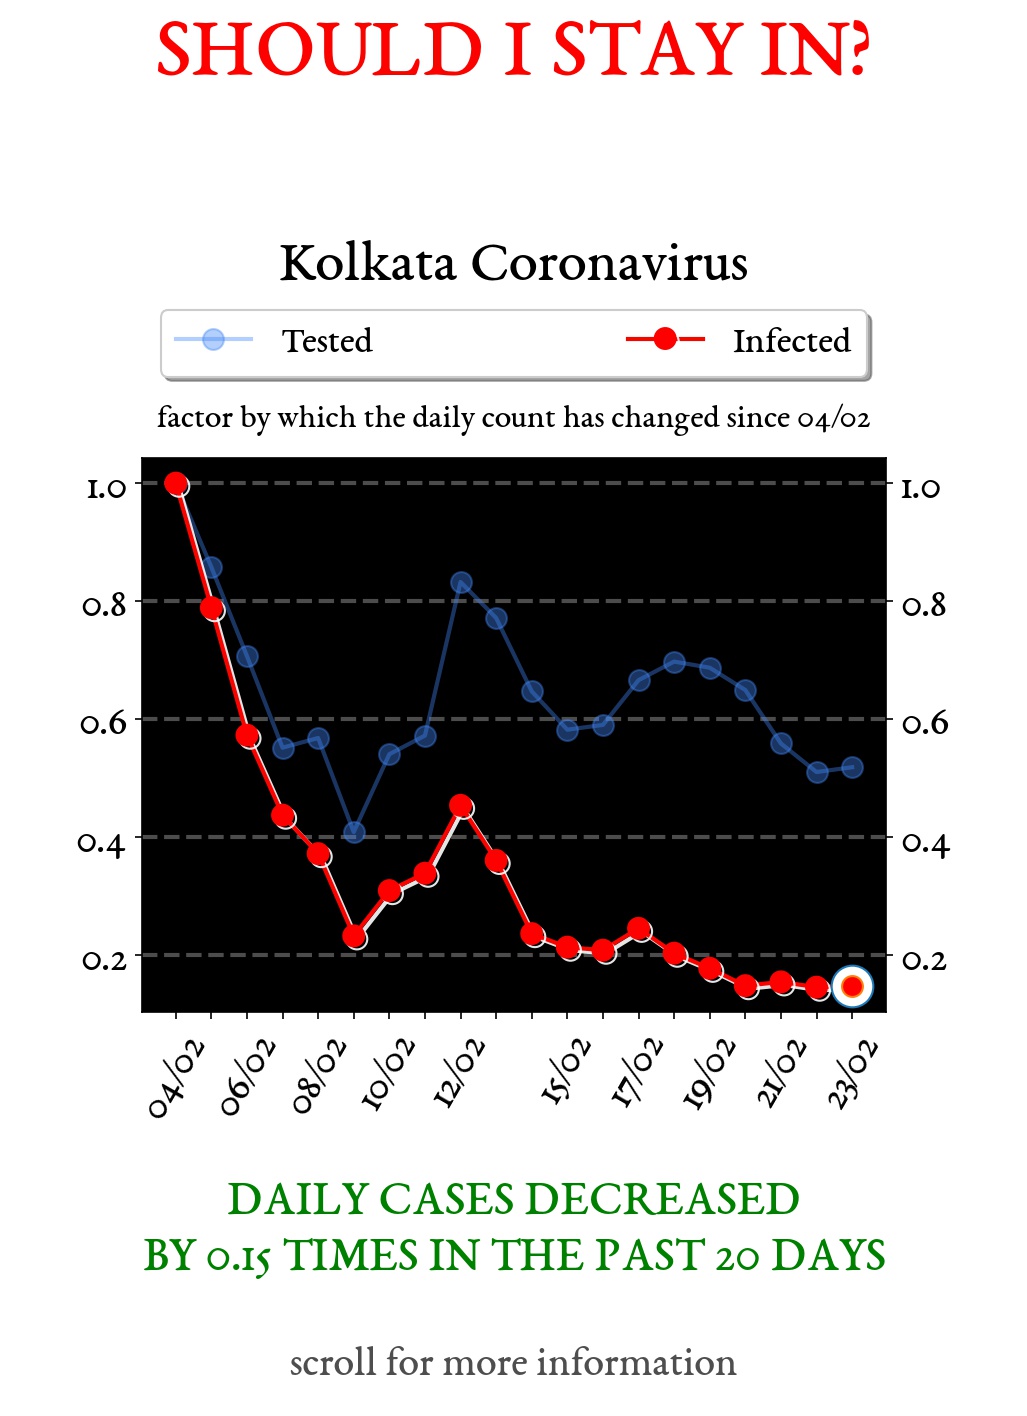 SHOULD I STAY IN?
Kolkata Coronavirus
Tested Infected
factor by which the daily count has changed since 04/02
1.0 1.0
0.8 0.8
0.6 0.6
0.4 0.4
0.2 0.2
04/02 06/02 08/02 10/02 12/02 15/02 17/02 19/02 21/02 23/02
DAILY CASES DECREASED
BY 0.15 TIMES IN THE PAST 20 DAYS
scroll for more information